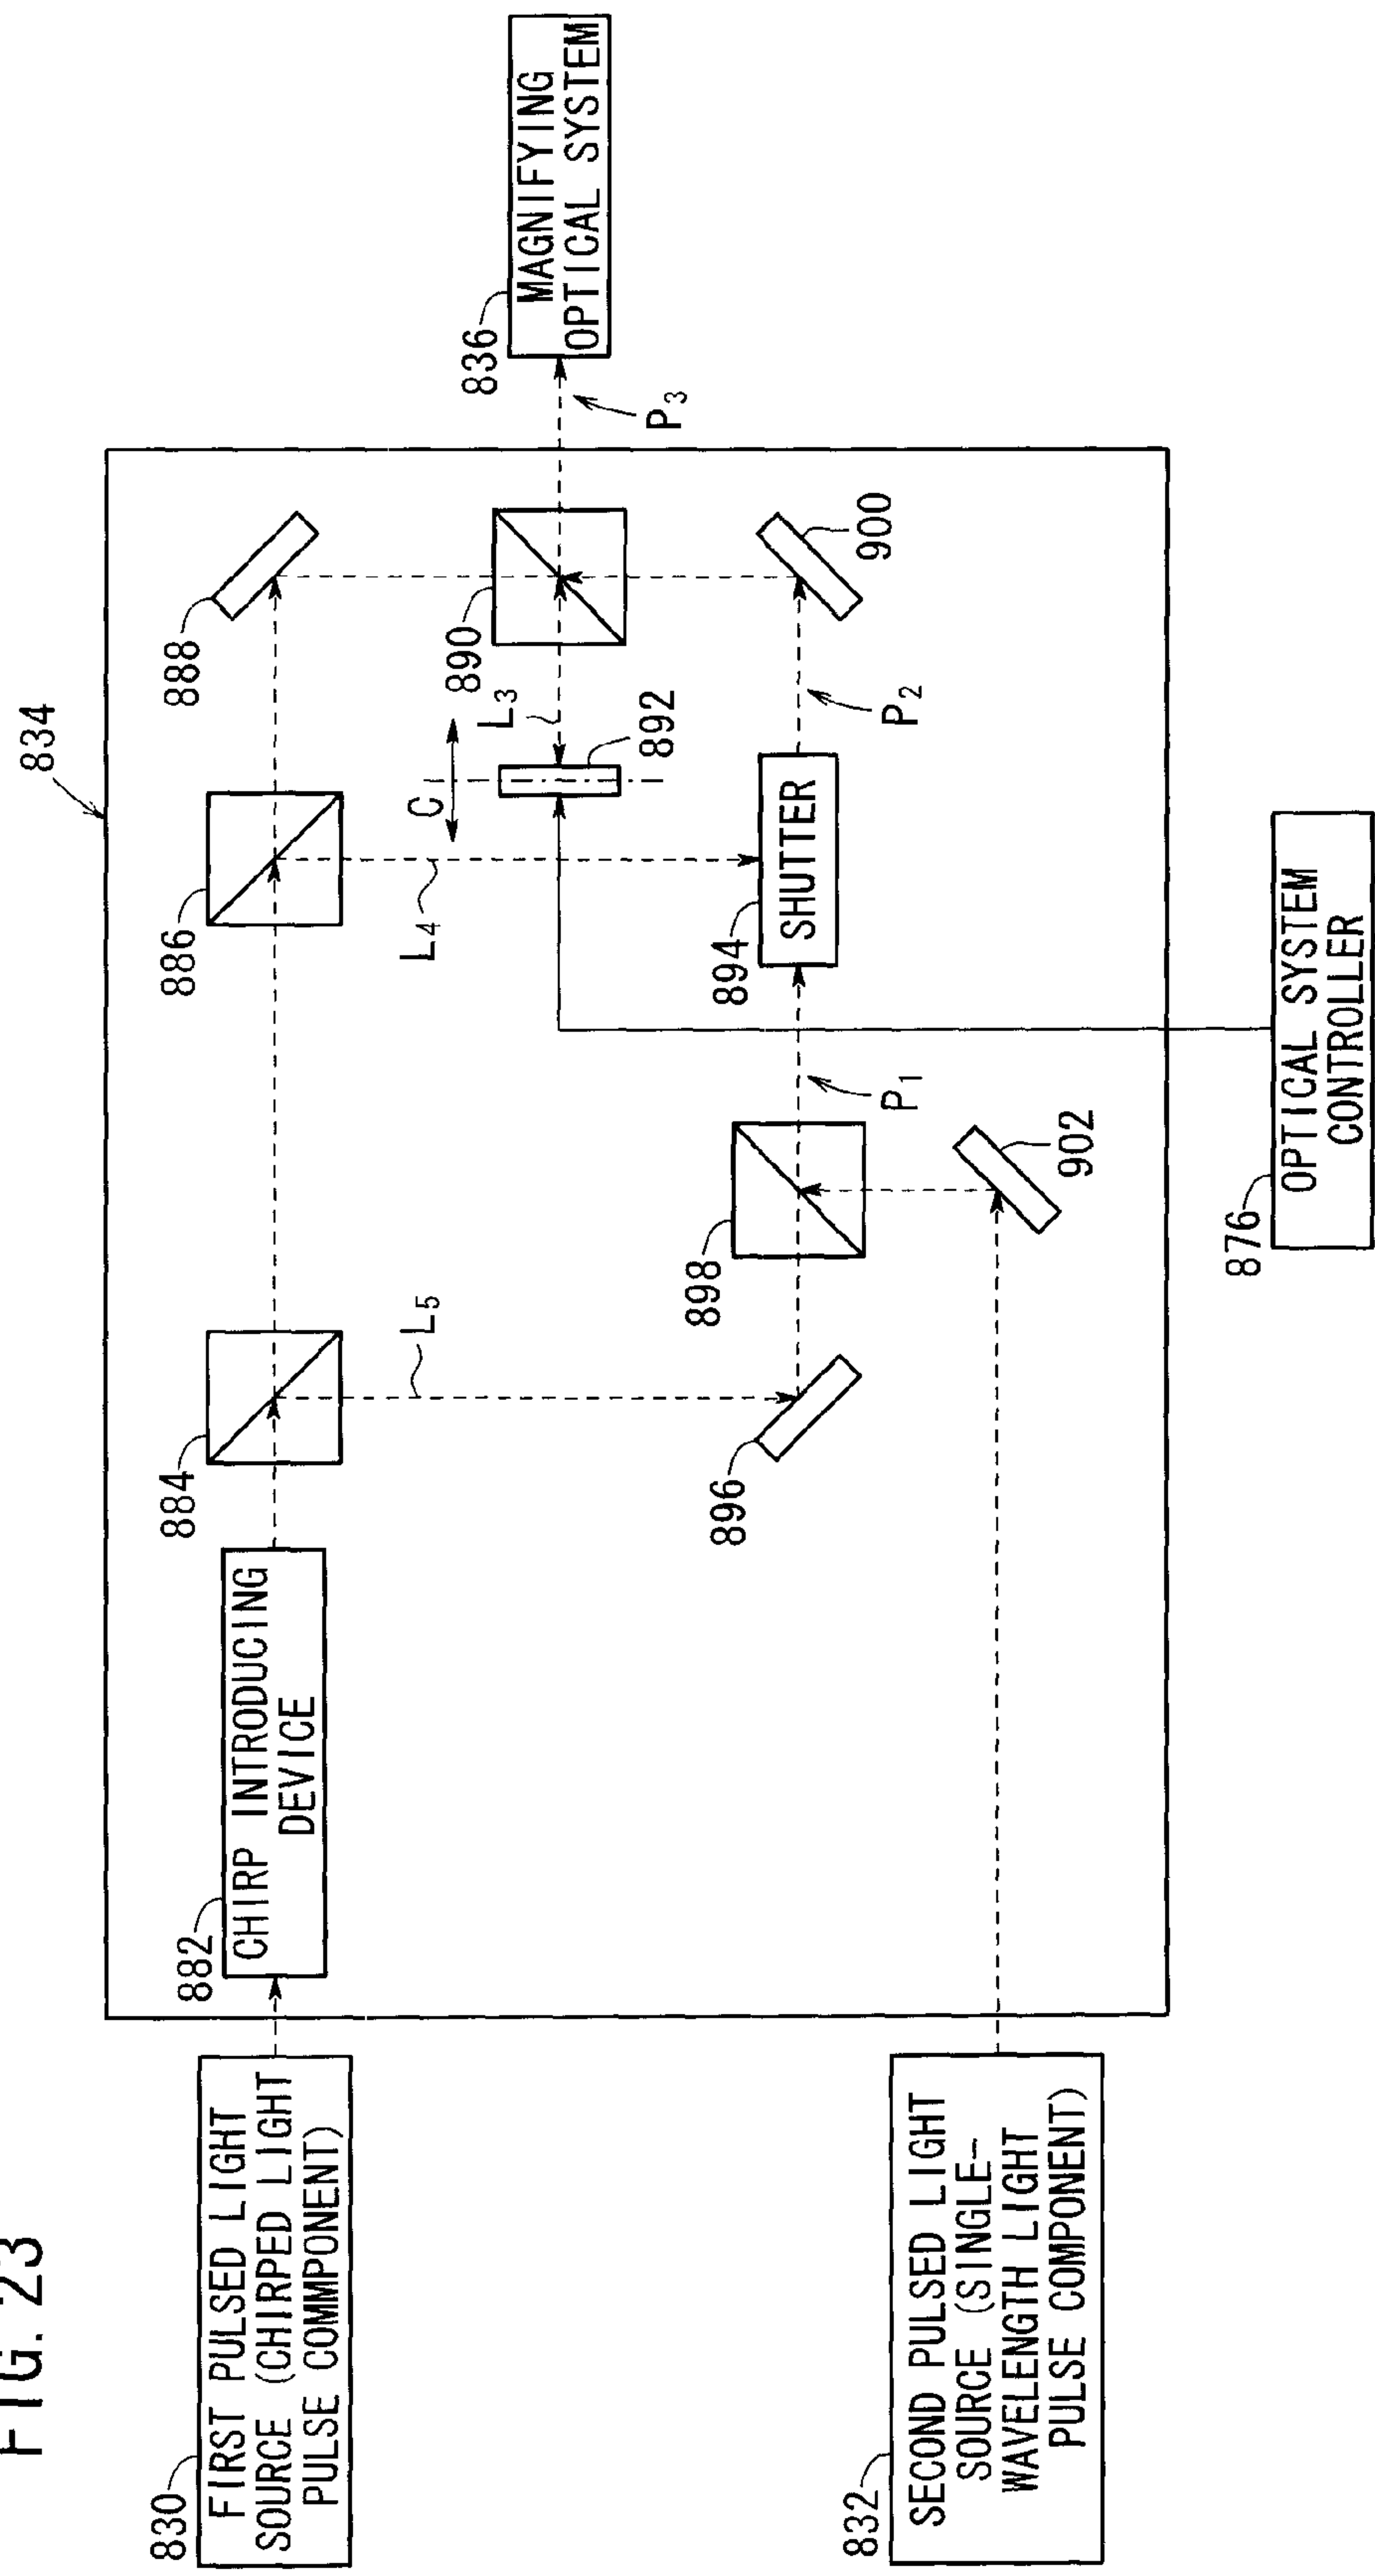 FIG. 23
834
830
FIRST PULSED LIGHT
SOURCE (CHIRPED LIGHT
PULSE COMMPONENT)
882
CHIRP INTRODUCING
DEVICE
884
886
888
L5
L4
C
L3
890
892
836
MAGNIFYING
OPTICAL SYSTEM
P3
896
898
894
SHUTTER
P1
P2
900
902
832
SECOND PULSED LIGHT
SOURCE (SINGLE-
WAVELENGTH LIGHT
PULSE COMPONENT)
876
OPTICAL SYSTEM
CONTROLLER